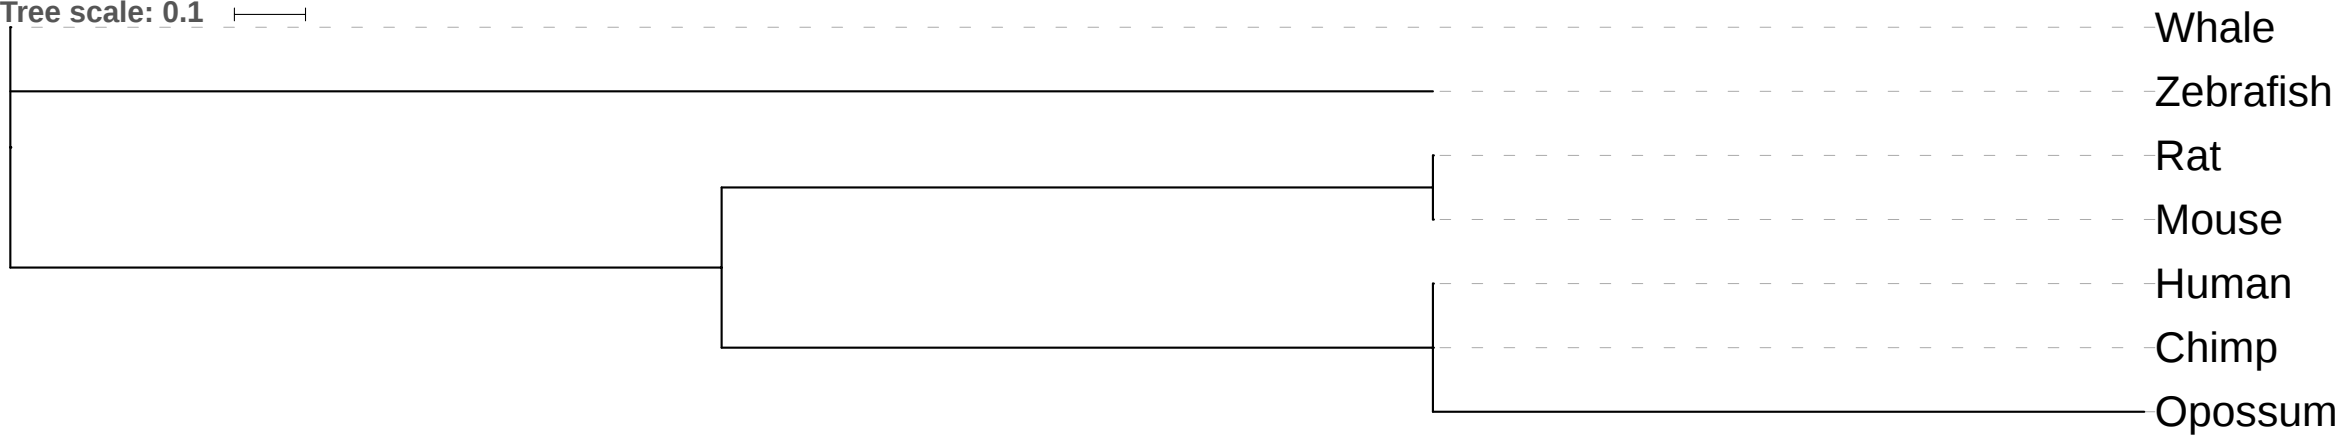 Tree scale: 0.1
Whale
Zebrafish
Rat
Mouse
Human
Chimp
Opossum